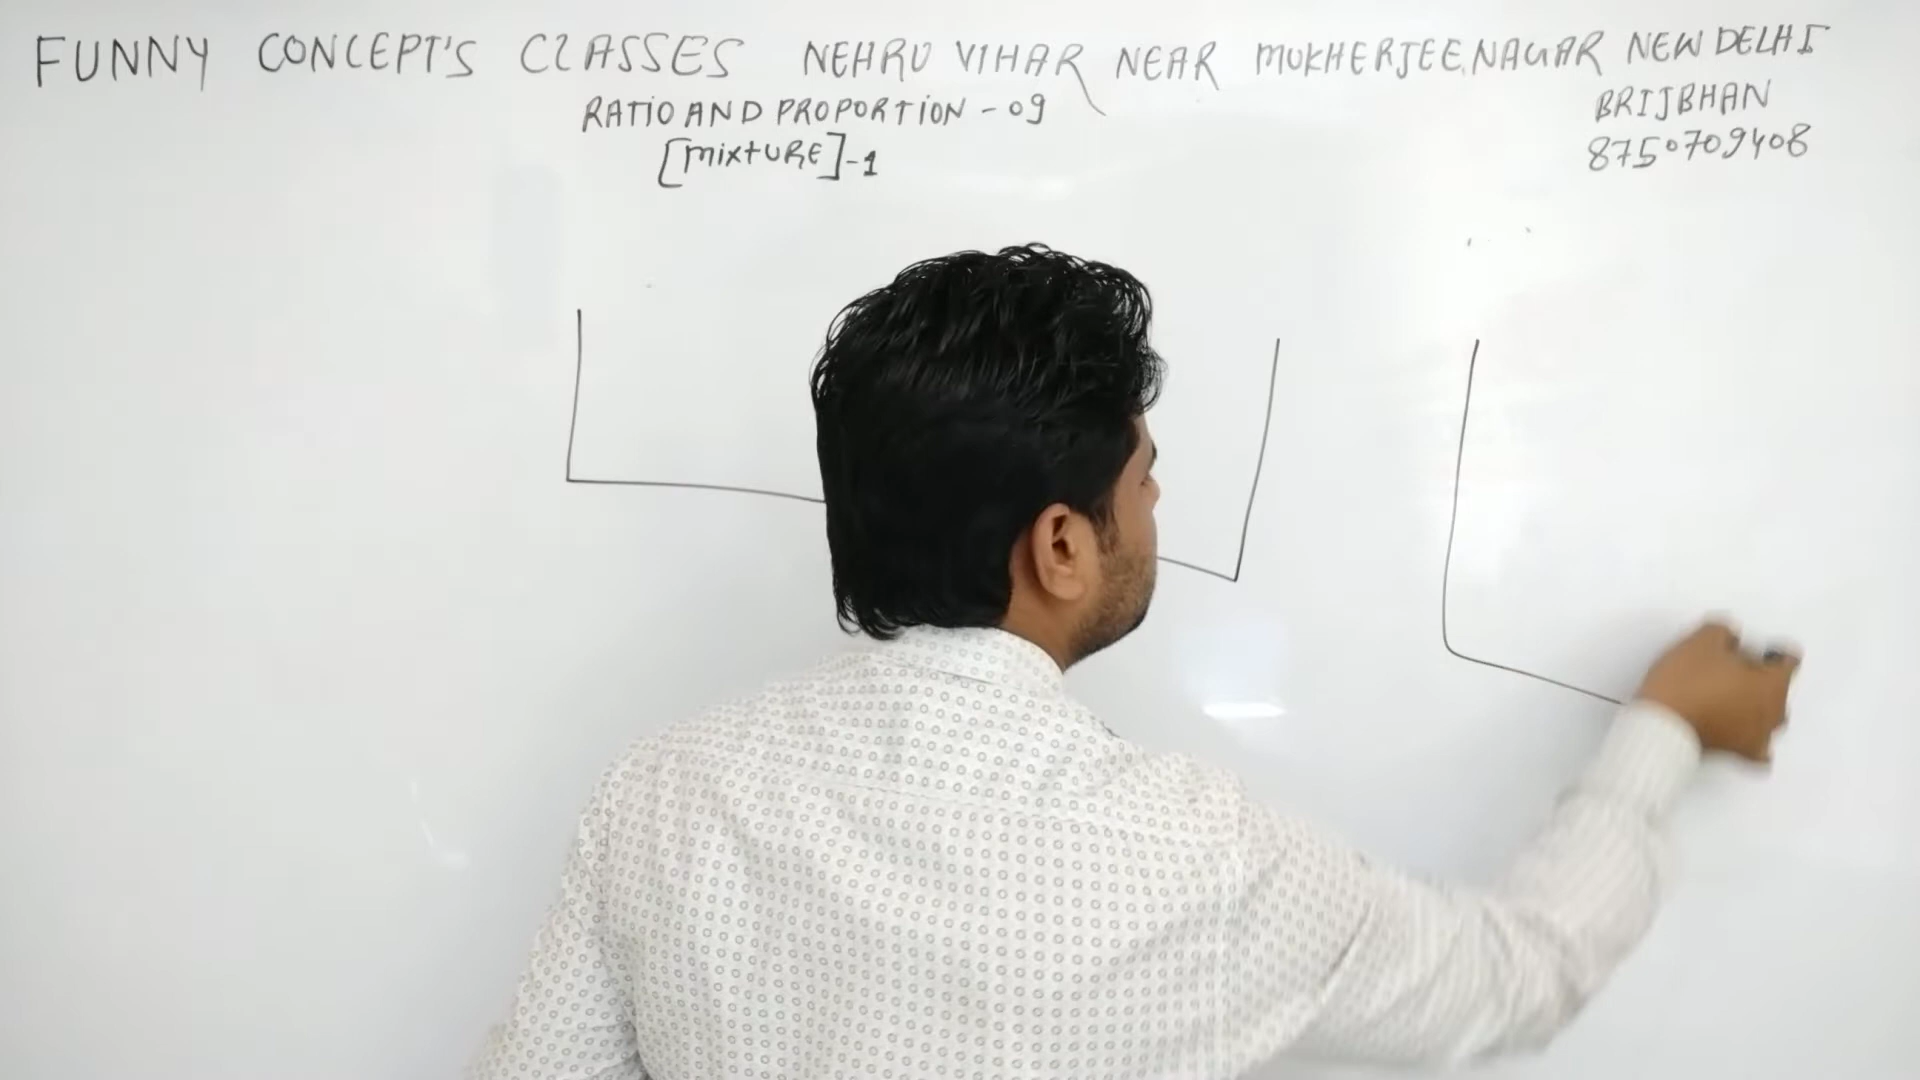 FUNNY CONCEPT'S CLASSES NEHRU VIHAR NEAR MUKHERJEE NAGAR NEW DELHI
RATIO AND PROPORTION - 09
[MIXTURE]-1
BRIJBHAN
8750709408